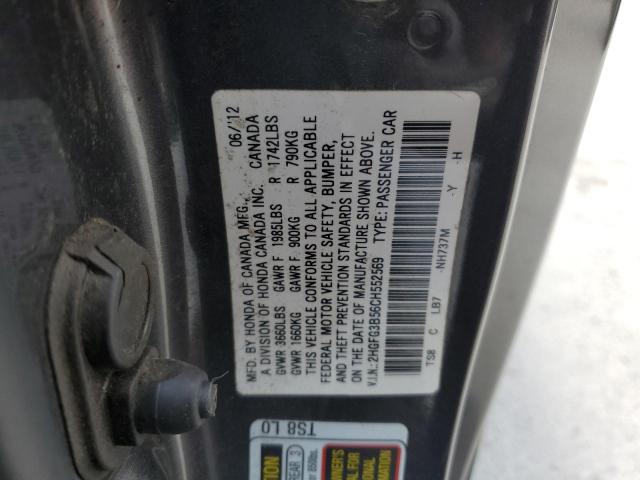 MFD. BY HONDA OF CANADA MFG., 06/'12
A DIVISION OF HONDA CANADA INC. CANADA
GVWR 3660LBS GAWR F 1985LBS R 1742LBS
GVWR 1660KG GAWR F 900KG R 790KG
THIS VEHICLE CONFORMS TO ALL APPLICABLE
FEDERAL MOTOR VEHICLE SAFETY, BUMPER,
AND THEFT PREVENTION STANDARDS IN EFFECT
ON THE DATE OF MANUFACTURE SHOWN ABOVE.
V.I.N.: 2HGFG3B56CH552569 TYPE: PASSENGER CAR
TS8 C LB7 -NH737M -Y -H
TS8 L0
REAR 3
850lbs.